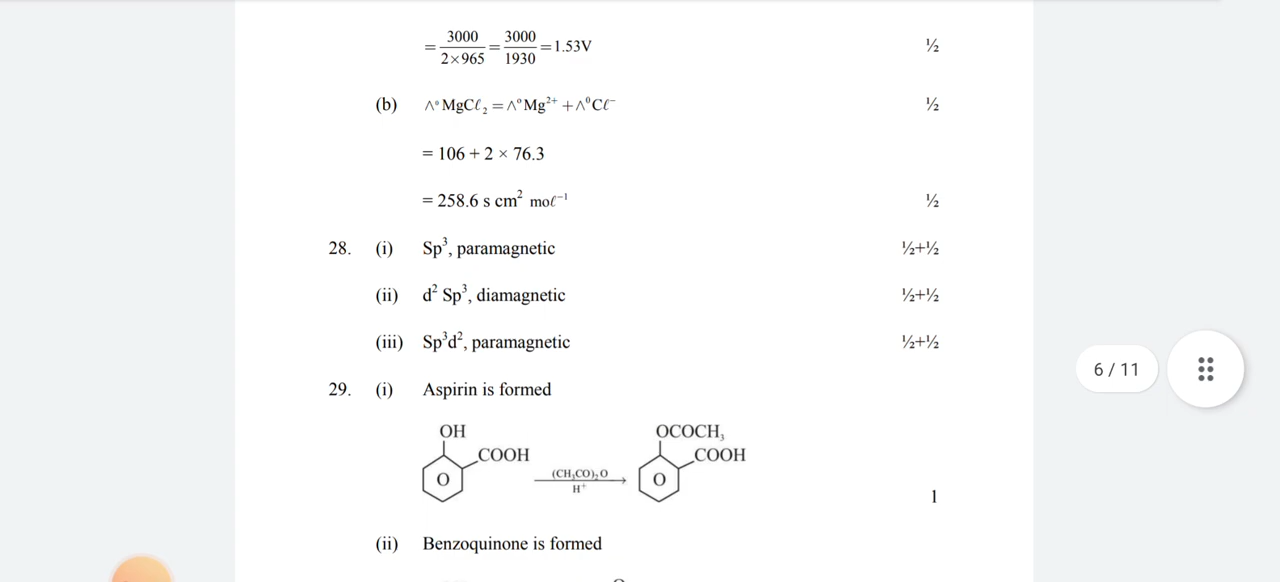 = 3000/2×965 = 3000/1930 = 1.53V ½
(b) ∧° MgCℓ₂ = ∧° Mg²⁺ + ∧⁰Cℓ⁻ ½
= 106 + 2 × 76.3
= 258.6 s cm² moℓ⁻¹ ½
28. (i) Sp³, paramagnetic ½+½
(ii) d² Sp³, diamagnetic ½+½
(iii) Sp³d², paramagnetic ½+½
6 / 11
29. (i) Aspirin is formed
OH OCOCH₃
COOH COOH
(CH₃CO)₂O
O O
H⁺
1
(ii) Benzoquinone is formed